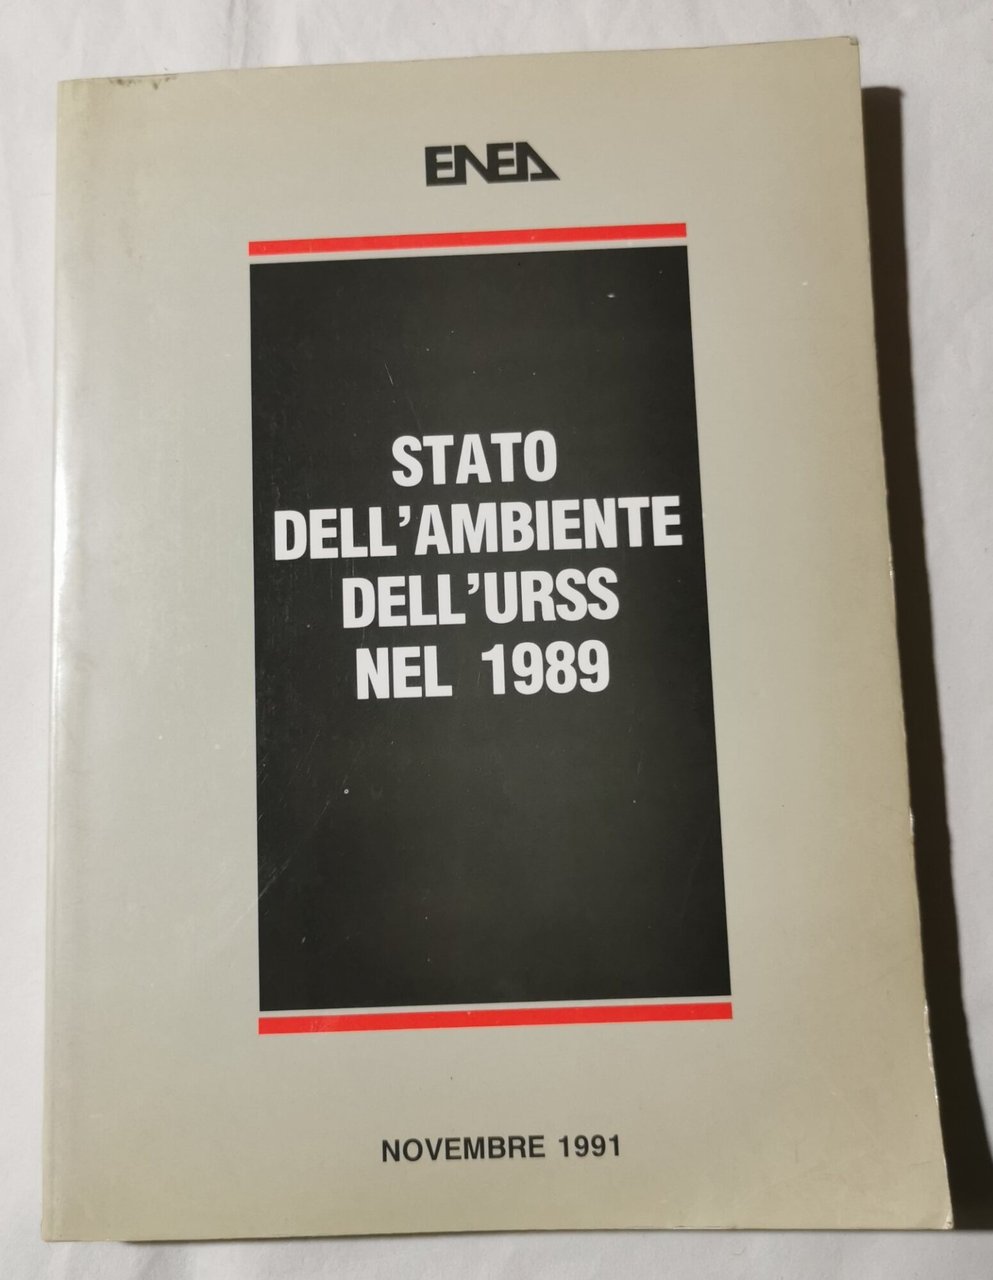 ENEA
STATO
DELL'AMBIENTE
DELL'URSS
NEL 1989
NOVEMBRE 1991